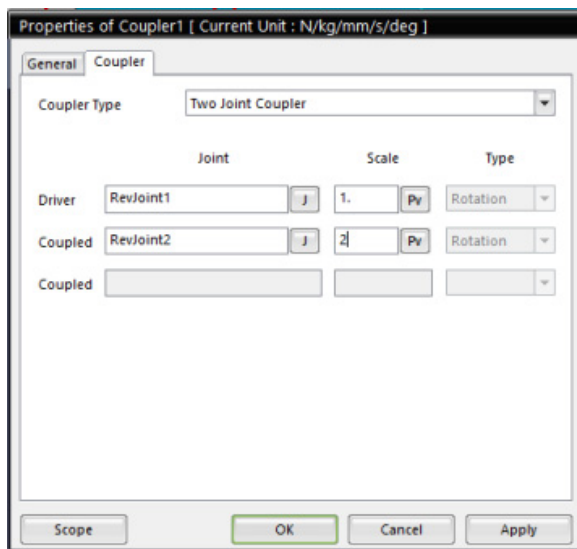 Properties of Coupler1 [ Current Unit : N/kg/mm/s/deg ]
General Coupler
Coupler Type Two Joint Coupler
Joint Scale Type
Driver RevJoint1 J 1. Pv Rotation
Coupled RevJoint2 J 2 Pv Rotation
Coupled
Scope OK Cancel Apply